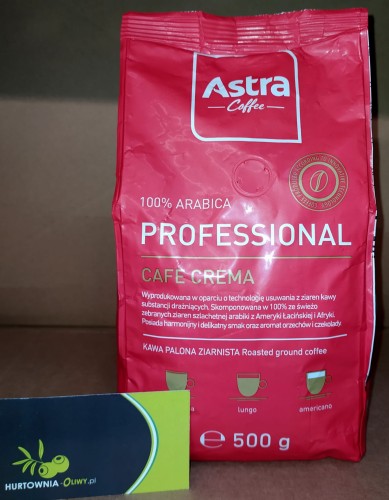 Astra
Coffee
100% ARABICA
PROFESSIONAL
CAFE CREMA
Wyprodukowana w oparciu o technologię usuwania z ziaren kawy
substancji drażniących. Skomponowana w 100% ze świeżo
zebranych ziaren szlachetnej arabiki z Ameryki Łacińskiej i Afryki.
Posiada harmonijny i delikatny smak oraz aromat orzechów i czekolady.
KAWA PALONA ZIARNISTA Roasted ground coffee
lungo
americano
℮ 500 g
HURTOWNIA-OLIWY.pl